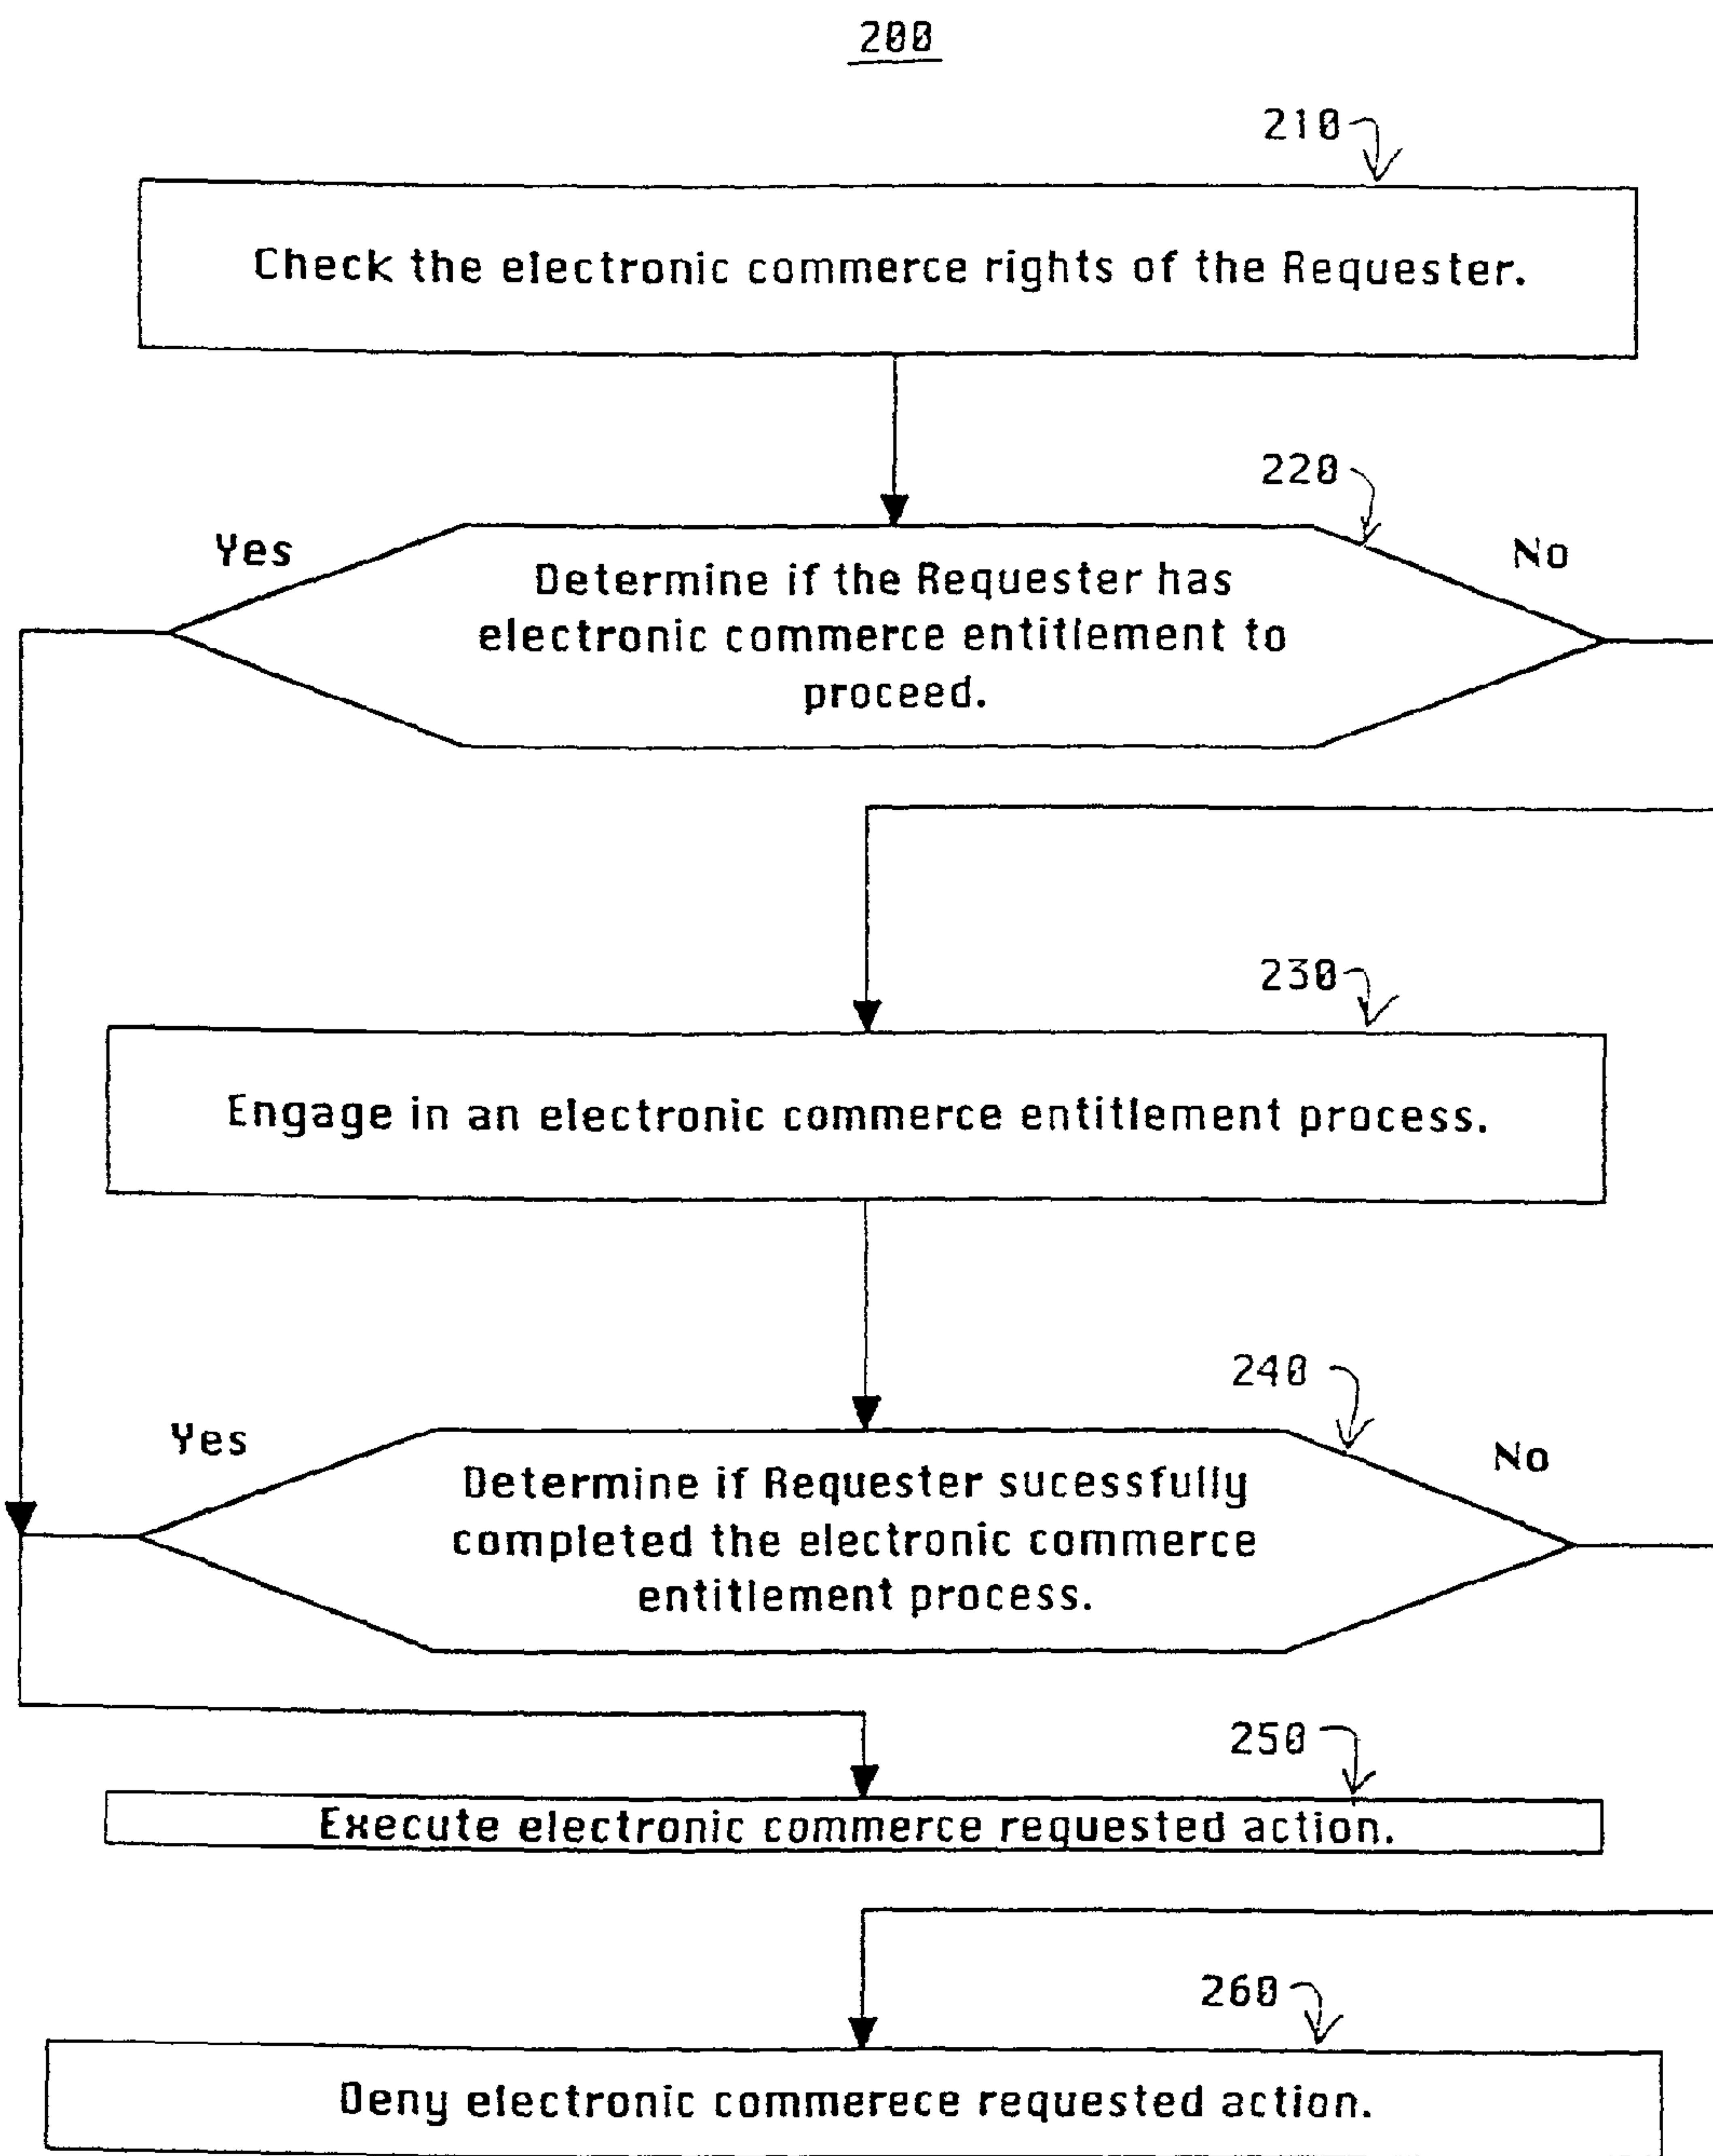 200
210
Check the electronic commerce rights of the Requester.
220
Yes
No
Determine if the Requester has
electronic commerce entitlement to
proceed.
230
Engage in an electronic commerce entitlement process.
240
Yes
No
Determine if Requester sucessfully
completed the electronic commerce
entitlement process.
250
Execute electronic commerce requested action.
260
Deny electronic commerece requested action.